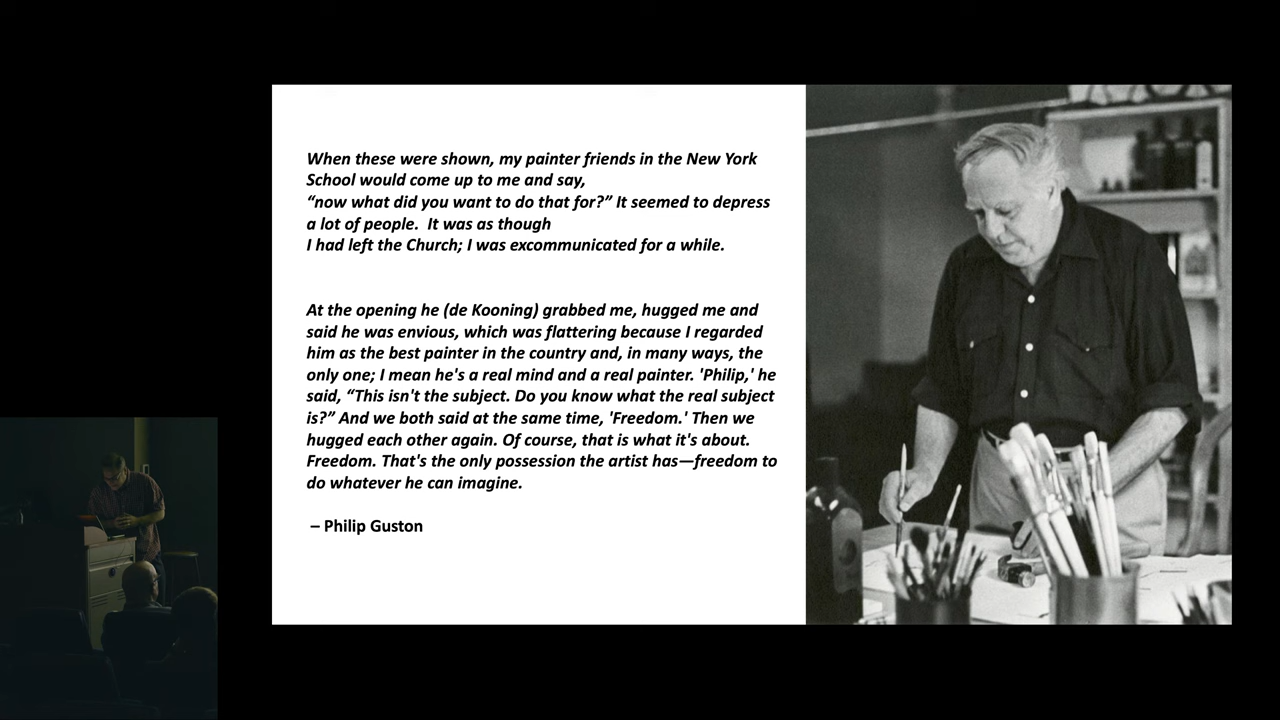 When these were shown, my painter friends in the New York
School would come up to me and say,
“now what did you want to do that for?” It seemed to depress
a lot of people.  It was as though
I had left the Church; I was excommunicated for a while.
At the opening he (de Kooning) grabbed me, hugged me and
said he was envious, which was flattering because I regarded
him as the best painter in the country and, in many ways, the
only one; I mean he's a real mind and a real painter. 'Philip,' he
said, “This isn't the subject. Do you know what the real subject
is?” And we both said at the same time, 'Freedom.' Then we
hugged each other again. Of course, that is what it's about.
Freedom. That's the only possession the artist has—freedom to
do whatever he can imagine.
– Philip Guston